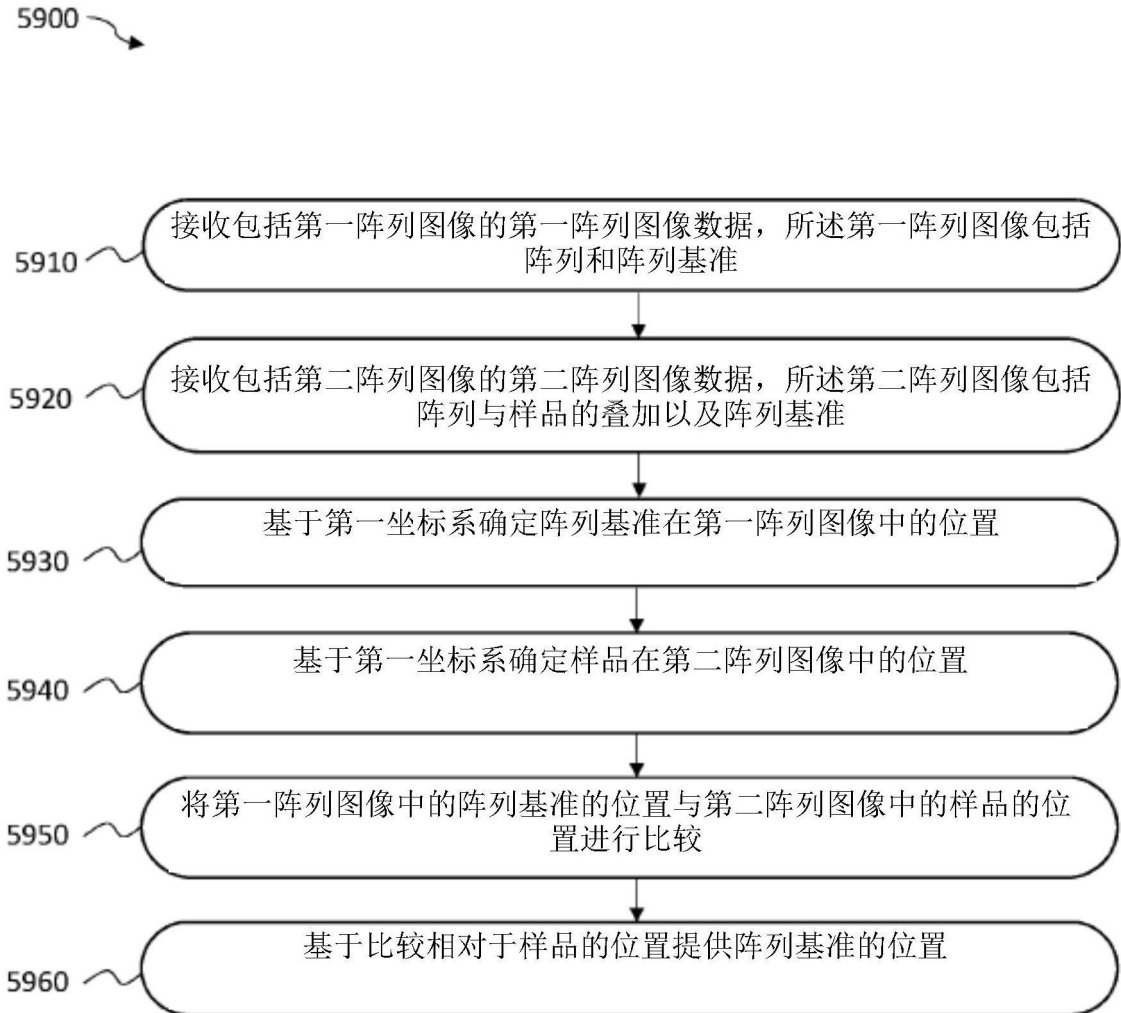 5900
接收包括第一阵列图像的第一阵列图像数据，所述第一阵列图像包括
阵列和阵列基准
5910
接收包括第二阵列图像的第二阵列图像数据，所述第二阵列图像包括
阵列与样品的叠加以及阵列基准
5920
基于第一坐标系确定阵列基准在第一阵列图像中的位置
5930
基于第一坐标系确定样品在第二阵列图像中的位置
5940
将第一阵列图像中的阵列基准的位置与第二阵列图像中的样品的位
置进行比较
5950
基于比较相对于样品的位置提供阵列基准的位置
5960